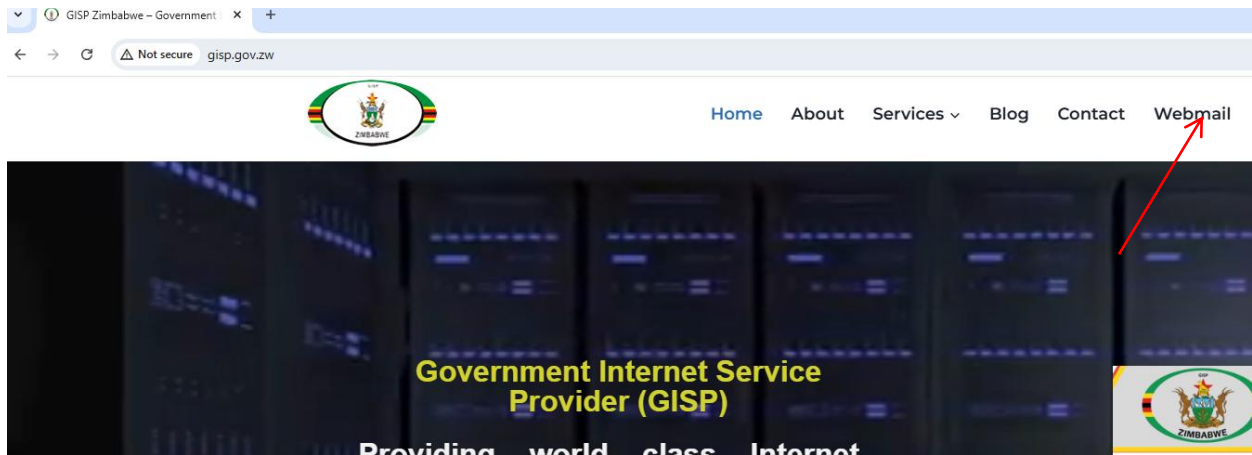 GISP Zimbabwe – Government
Not secure gisp.gov.zw
GISP
ZIMBABWE
Home About Services Blog Contact Webmail
Government Internet Service
Provider (GISP)
Providing world class Internet
GISP
ZIMBABWE